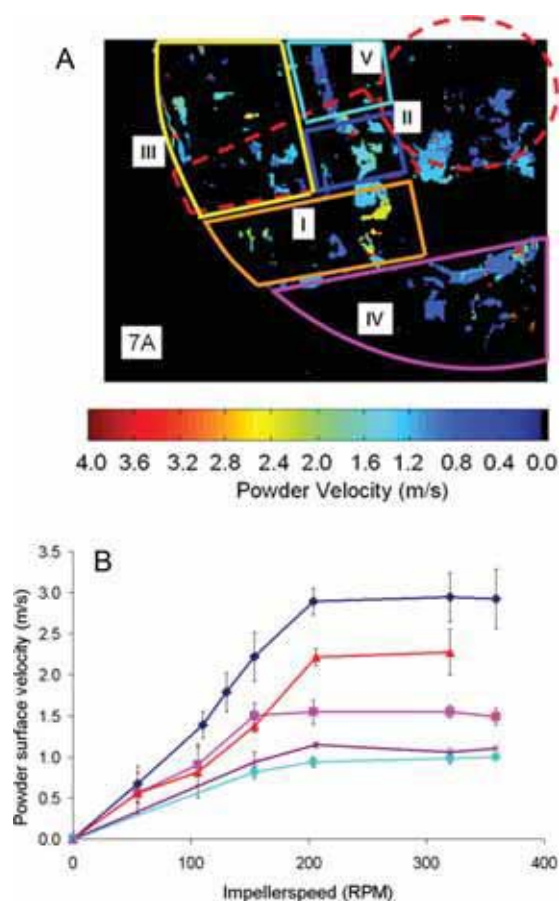 A
V
II
III
I
IV
7A
4.0 3.6 3.2 2.8 2.4 2.0 1.6 1.2 0.8 0.4 0.0
Powder Velocity (m/s)
B
3.5
3.0
2.5
2.0
1.5
1.0
0.5
0.0
Powder surface velocity (m/s)
0 100 200 300 400
Impellerspeed (RPM)